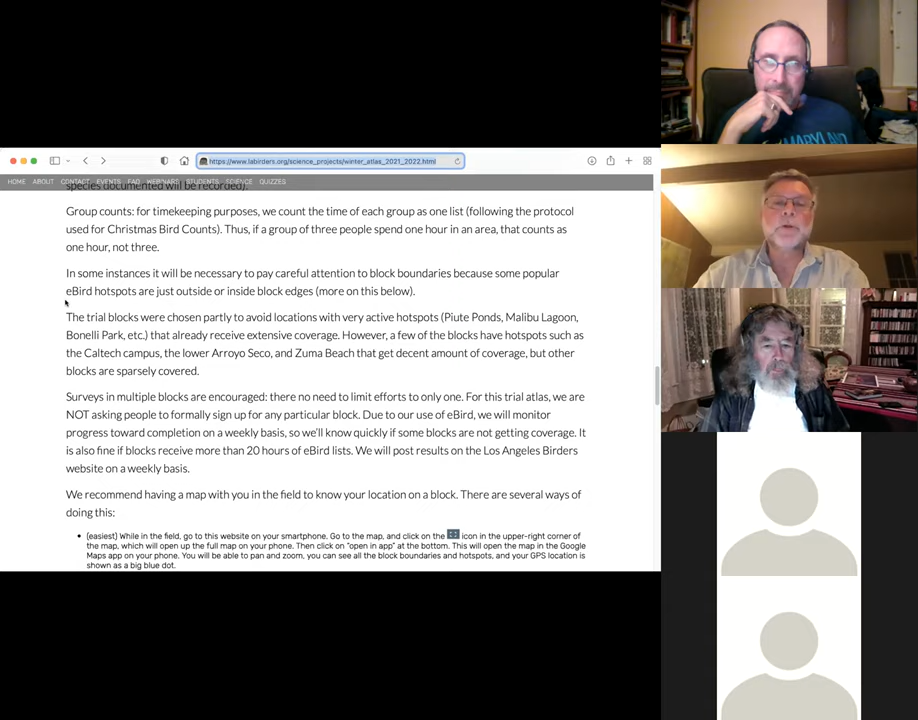 https://www.labirders.org/science_projects/winter_atlas_2021_2022.html
HOME ABOUT CONTACT EVENTS FAQ WEBINARS STUDENTS SCIENCE QUIZZES
species documented will be recorded).
Group counts: for timekeeping purposes, we count the time of each group as one list (following the protocol
used for Christmas Bird Counts). Thus, if a group of three people spend one hour in an area, that counts as
one hour, not three.
In some instances it will be necessary to pay careful attention to block boundaries because some popular
eBird hotspots are just outside or inside block edges (more on this below).
The trial blocks were chosen partly to avoid locations with very active hotspots (Piute Ponds, Malibu Lagoon,
Bonelli Park, etc.) that already receive extensive coverage. However, a few of the blocks have hotspots such as
the Caltech campus, the lower Arroyo Seco, and Zuma Beach that get decent amount of coverage, but other
blocks are sparsely covered.
Surveys in multiple blocks are encouraged: there no need to limit efforts to only one. For this trial atlas, we are
NOT asking people to formally sign up for any particular block. Due to our use of eBird, we will monitor
progress toward completion on a weekly basis, so we'll know quickly if some blocks are not getting coverage. It
is also fine if blocks receive more than 20 hours of eBird lists. We will post results on the Los Angeles Birders
website on a weekly basis.
We recommend having a map with you in the field to know your location on a block. There are several ways of
doing this:
• (easiest) While in the field, go to this website on your smartphone. Go to the map, and click on the icon in the upper-right corner of
the map, which will open up the full map on your phone. Then click on "open in app" at the bottom. This will open the map in the Google
Maps app on your phone. You will be able to pan and zoom, you can see all the block boundaries and hotspots, and your GPS location is
shown as a big blue dot.
MARYLAND